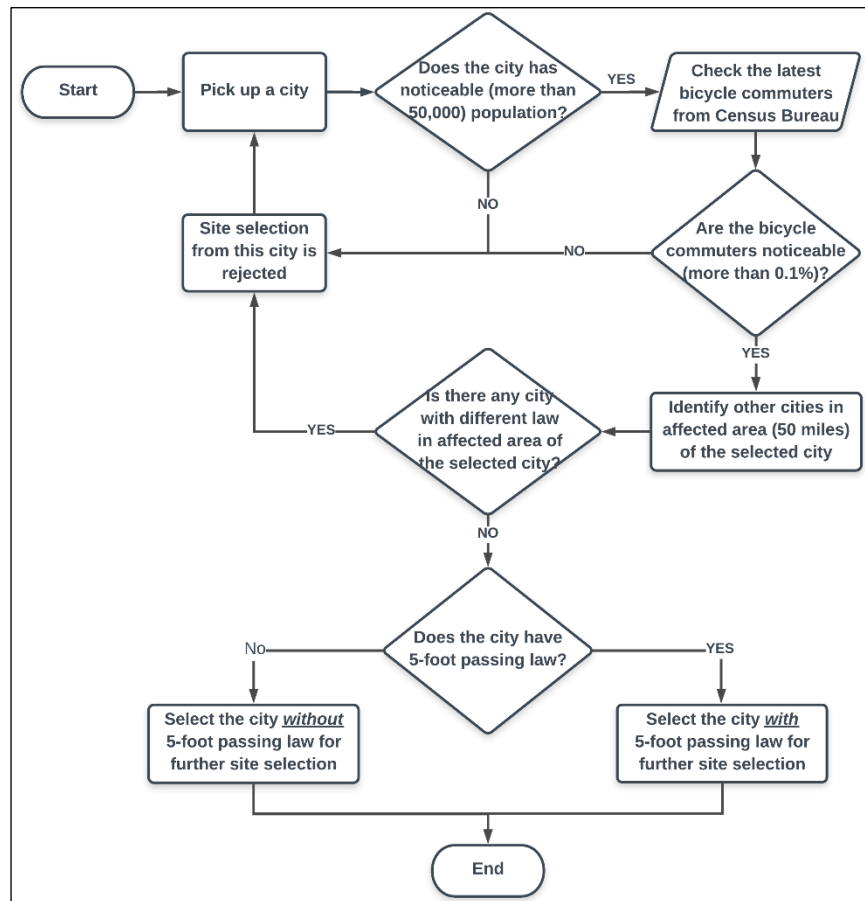 Start
Pick up a city
Does the city has
noticeable (more than
50,000) population?
YES
Check the latest
bicycle commuters
from Census Bureau
NO
Site selection
from this city is
rejected
NO
Are the bicycle
commuters noticeable
(more than 0.1%)?
YES
Identify other cities in
affected area (50 miles)
of the selected city
Is there any city
with different law
in affected area of
the selected city?
YES
NO
Does the city have
5-foot passing law?
No
YES
Select the city without
5-foot passing law for
further site selection
Select the city with
5-foot passing law for
further site selection
End